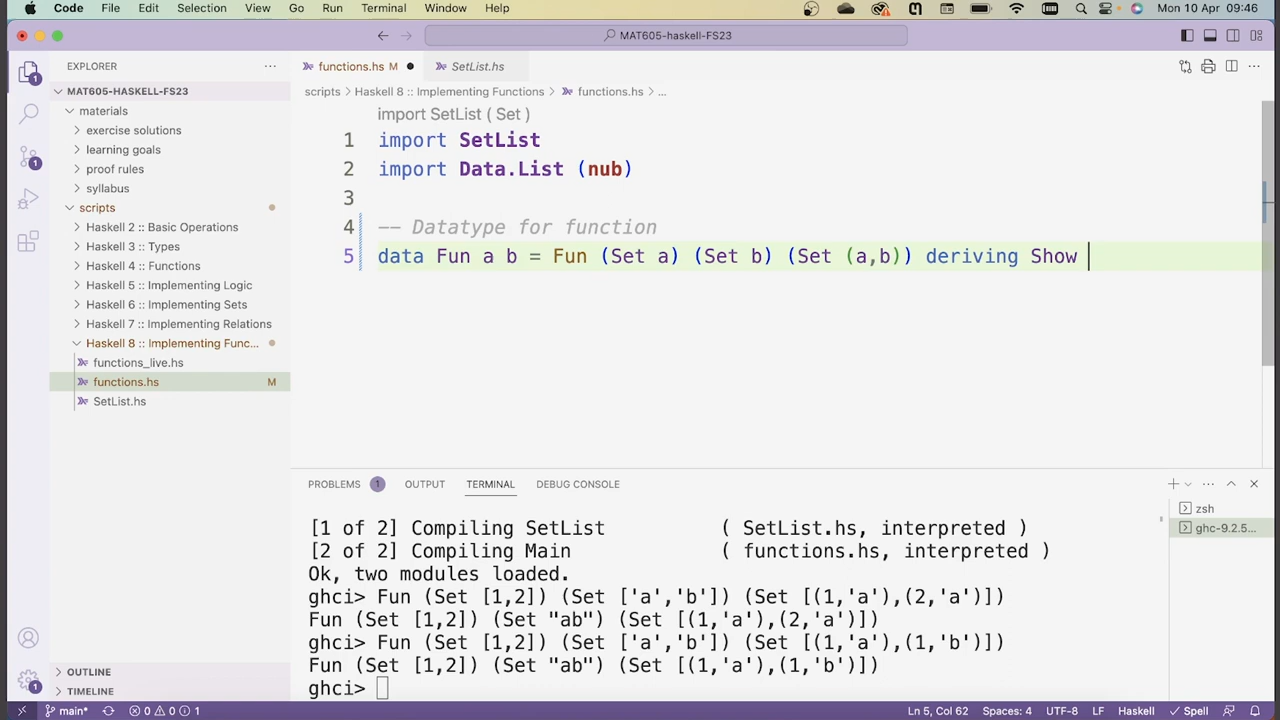 Code File Edit Selection View Go Run Terminal Window Help Mon 10 Apr 09:46
MAT605-haskell-FS23
EXPLORER
functions.hs M
SetList.hs
MAT605-HASKELL-FS23
scripts > Haskell 8 :: Implementing Functions > functions.hs > ...
materials
exercise solutions
learning goals
proof rules
syllabus
scripts
Haskell 2 :: Basic Operations
Haskell 3 :: Types
Haskell 4 :: Functions
Haskell 5 :: Implementing Logic
Haskell 6 :: Implementing Sets
Haskell 7 :: Implementing Relations
Haskell 8 :: Implementing Func...
functions_live.hs
functions.hs M
SetList.hs
OUTLINE
TIMELINE
import SetList ( Set )
1 import SetList
2 import Data.List (nub)
3
4 -- Datatype for function
5 data Fun a b = Fun (Set a) (Set b) (Set (a,b)) deriving Show
PROBLEMS 1 OUTPUT TERMINAL DEBUG CONSOLE
[1 of 2] Compiling SetList ( SetList.hs, interpreted )
[2 of 2] Compiling Main ( functions.hs, interpreted )
Ok, two modules loaded.
ghci> Fun (Set [1,2]) (Set ['a','b']) (Set [(1,'a'),(2,'a')])
Fun (Set [1,2]) (Set "ab") (Set [(1,'a'),(2,'a')])
ghci> Fun (Set [1,2]) (Set ['a','b']) (Set [(1,'a'),(1,'b')])
Fun (Set [1,2]) (Set "ab") (Set [(1,'a'),(1,'b')])
ghci>
zsh
ghc-9.2.5...
main* 0 0 1 Ln 5, Col 62 Spaces: 4 UTF-8 LF Haskell Spell